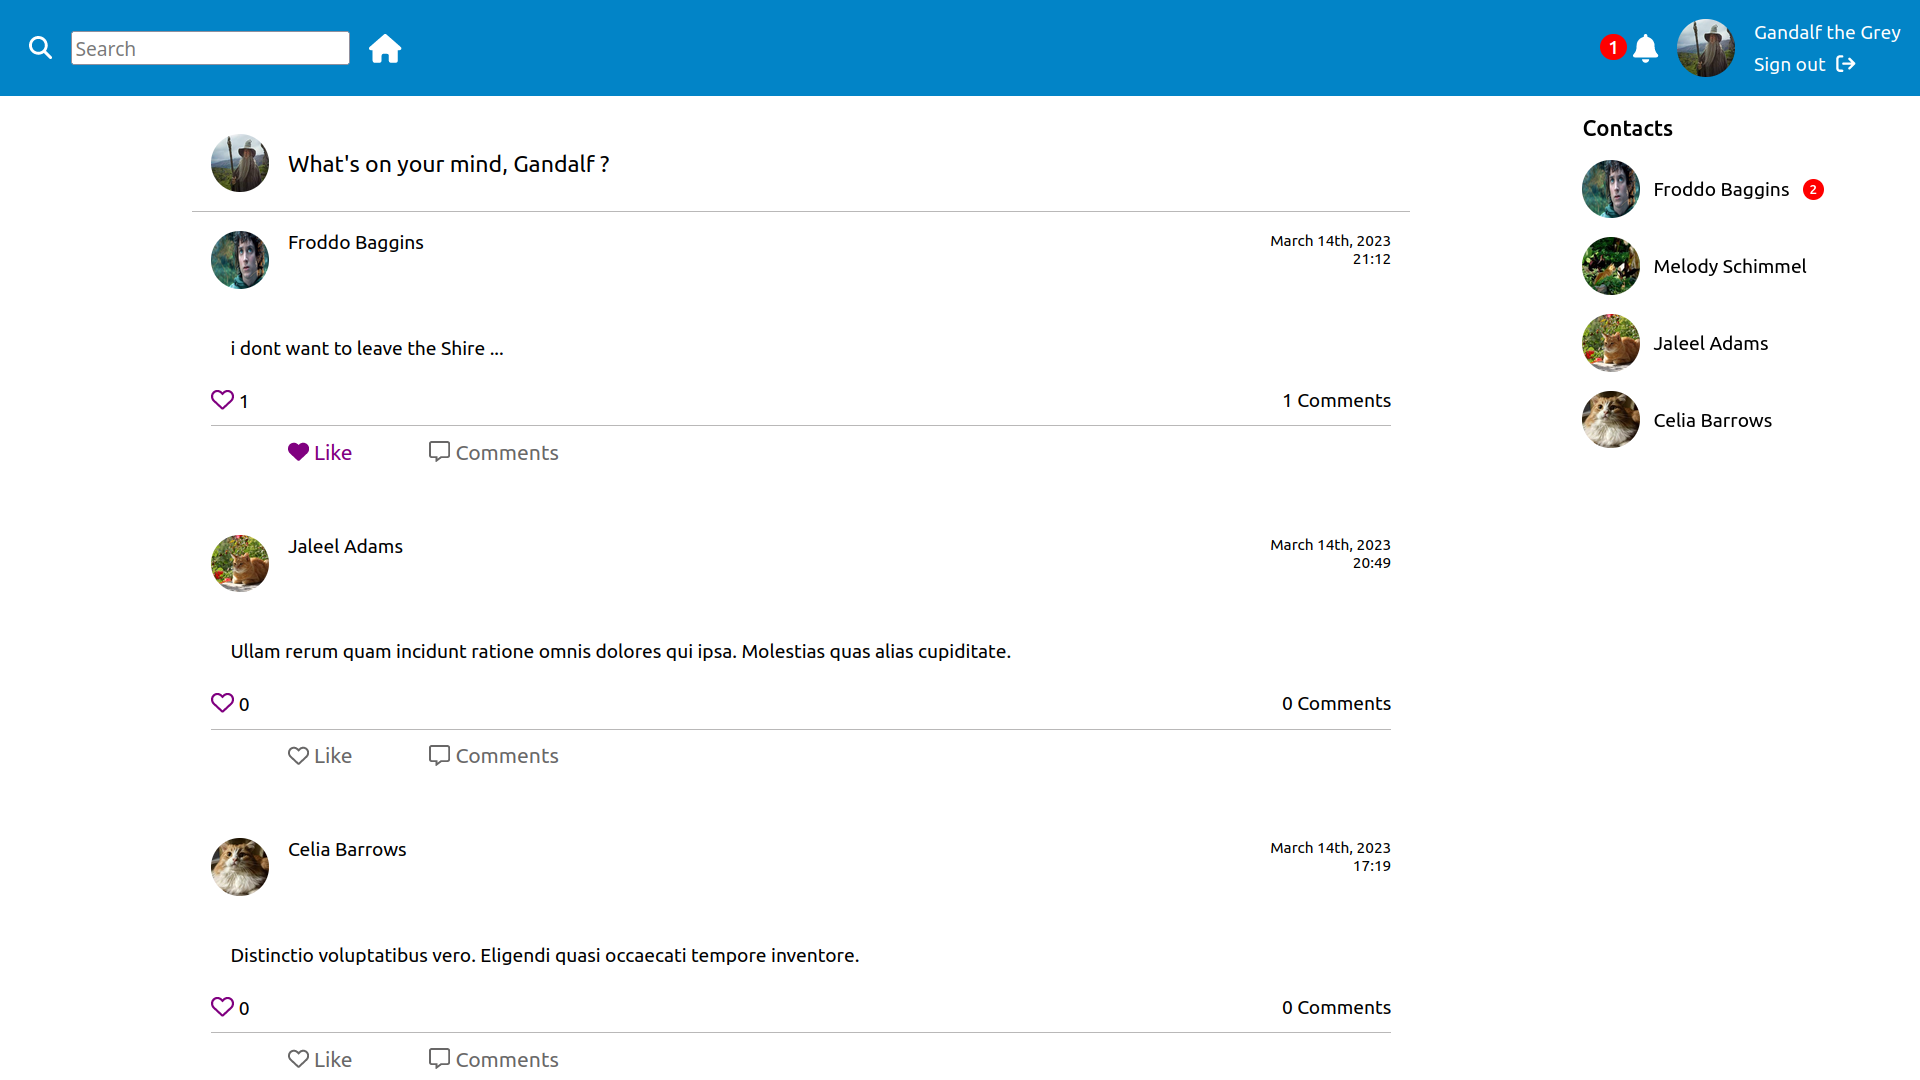 Search
1
Gandalf the Grey
Sign out
What's on your mind, Gandalf ?
Froddo Baggins
March 14th, 2023
21:12
i dont want to leave the Shire ...
1
1 Comments
Like
Comments
Jaleel Adams
March 14th, 2023
20:49
Ullam rerum quam incidunt ratione omnis dolores qui ipsa. Molestias quas alias cupiditate.
0
0 Comments
Like
Comments
Celia Barrows
March 14th, 2023
17:19
Distinctio voluptatibus vero. Eligendi quasi occaecati tempore inventore.
0
0 Comments
Like
Comments
Contacts
Froddo Baggins 2
Melody Schimmel
Jaleel Adams
Celia Barrows